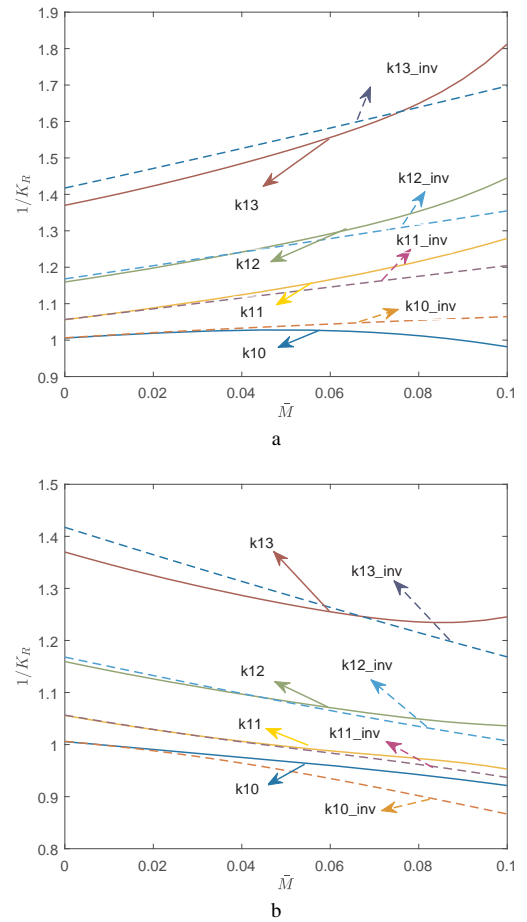 1.9
1.8
1.7
1.6
1.5
1.4
1.3
1.2
1.1
1
0.9
1/K_R
k13_inv
k13
k12_inv
k12
k11_inv
k11
k10_inv
k10
0 0.02 0.04 0.06 0.08 0.1
M̄
a
1.5
1.4
1.3
1.2
1.1
1
0.9
0.8
1/K_R
k13
k13_inv
k12
k12_inv
k11
k11_inv
k10
k10_inv
0 0.02 0.04 0.06 0.08 0.1
M̄
b